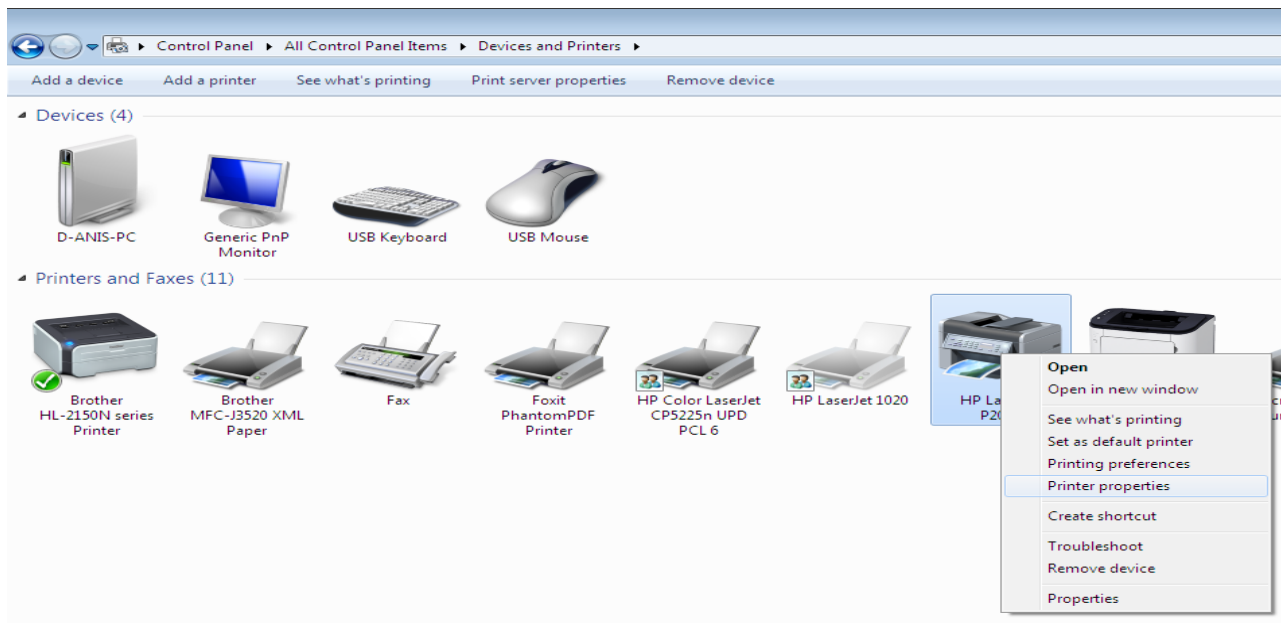 Control Panel ▸ All Control Panel Items ▸ Devices and Printers ▸
Add a device Add a printer See what's printing Print server properties Remove device
Devices (4)
D-ANIS-PC
Generic PnP
Monitor
USB Keyboard
USB Mouse
Printers and Faxes (11)
Brother
HL-2150N series
Printer
Brother
MFC-J3520 XML
Paper
Fax
Foxit
PhantomPDF
Printer
HP Color LaserJet
CP5225n UPD
PCL 6
HP LaserJet 1020
HP La
P20
Open
Open in new window
See what's printing
Set as default printer
Printing preferences
Printer properties
Create shortcut
Troubleshoot
Remove device
Properties